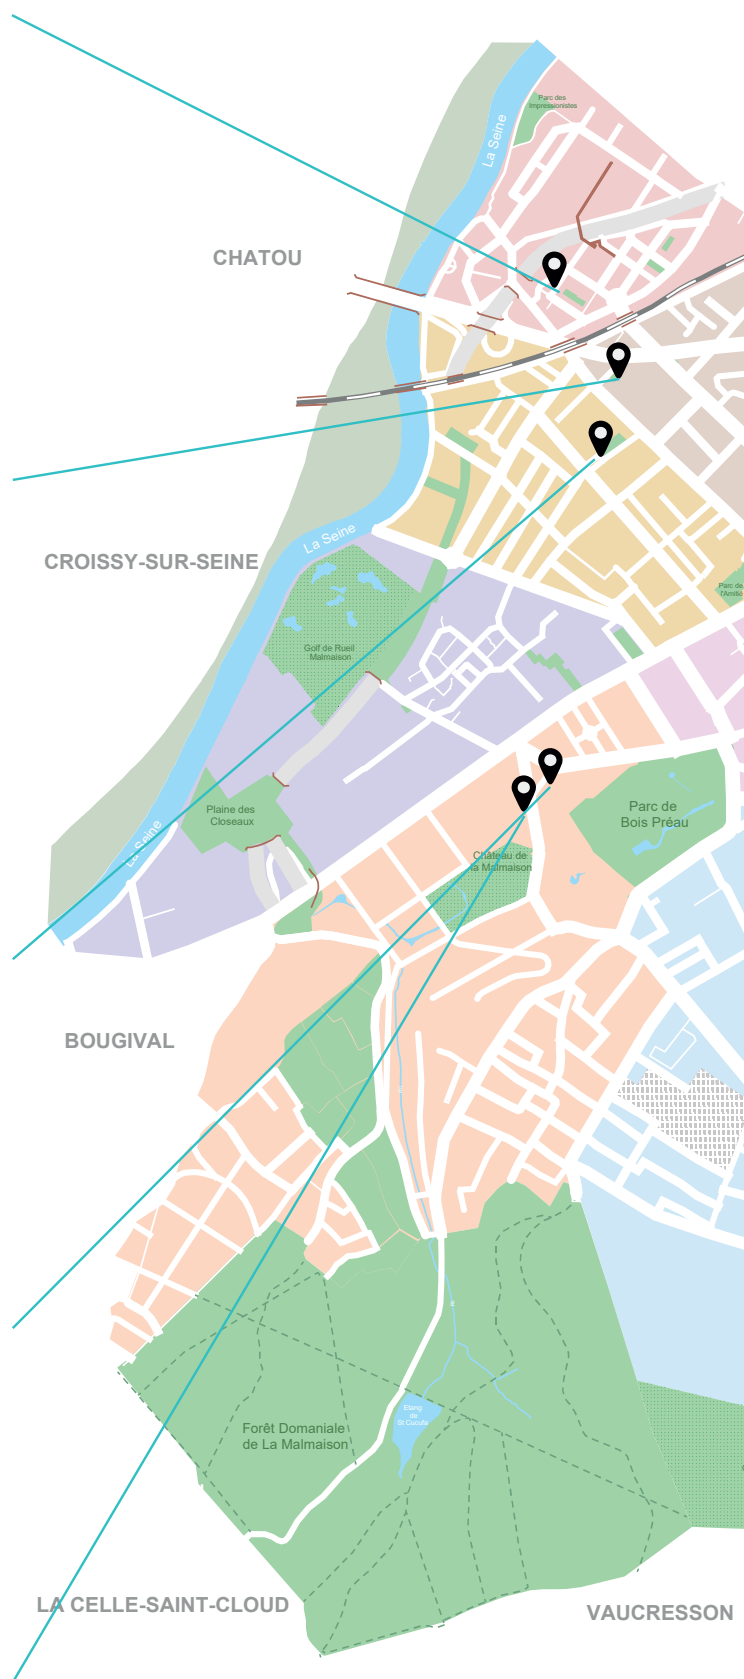 Parc des
Impressionistes
La Seine
CHATOU
La Seine
CROISSY-SUR-SEINE
Parc de
l'Amitié
Golf de Rueil
Malmaison
Plaine des
Closeaux
Parc de
Bois Préau
La Seine
Château de
la Malmaison
BOUGIVAL
Etang
de
St Cucufa
Forêt Domaniale
de La Malmaison
LA CELLE-SAINT-CLOUD
VAUCRESSON